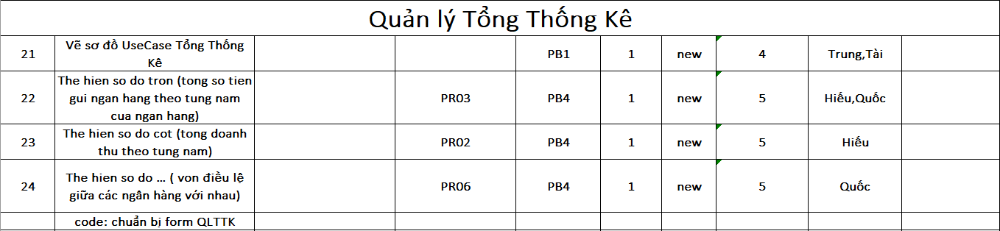 Quản lý Tổng Thống Kê
21 Vẽ sơ đồ UseCase Tổng Thống PB1 1 new 4 Trung,Tài
Kê
The hien so do tron (tong so tien
22 gui ngan hang theo tung nam PR03 PB4 1 new 5 Hiếu,Quốc
cua ngan hang)
The hien so do cot (tong doanh
23 thu theo tung nam) PR02 PB4 1 new 5 Hiếu
The hien so do ... ( von điều lệ
24 giữa các ngân hàng với nhau) PR06 PB4 1 new 5 Quốc
code: chuẩn bị form QLTTK